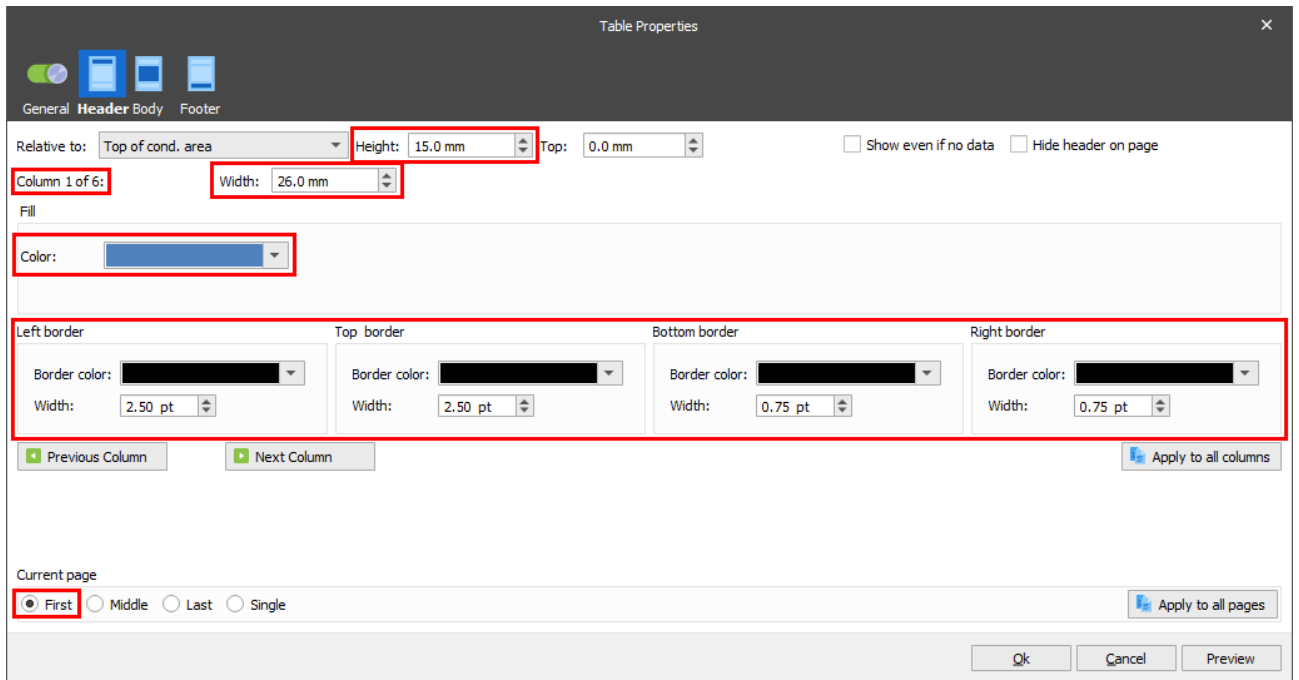 Table Properties
General Header Body Footer
Relative to: Top of cond. area Height: 15.0 mm Top: 0.0 mm Show even if no data Hide header on page
Column 1 of 6: Width: 26.0 mm
Fill
Color:
Left border Top border Bottom border Right border
Border color: Border color: Border color: Border color:
Width: 2.50 pt Width: 2.50 pt Width: 0.75 pt Width: 0.75 pt
Previous Column Next Column Apply to all columns
Current page
First Middle Last Single Apply to all pages
Ok Cancel Preview